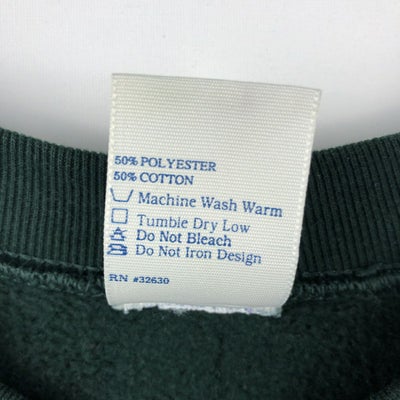 50% POLYESTER
50% COTTON
Machine Wash Warm
Tumble Dry Low
Do Not Bleach
Do Not Iron Design
RN #32630